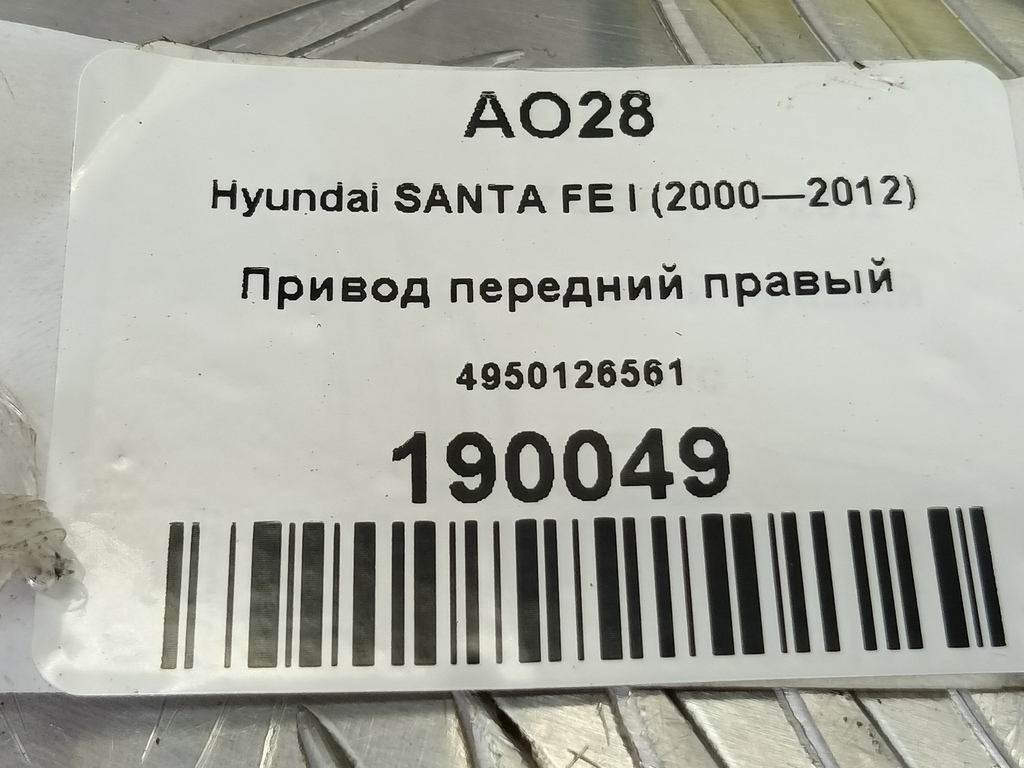 AO28
Hyundai SANTA FE I (2000—2012)
Привод передний правый
4950126561
190049